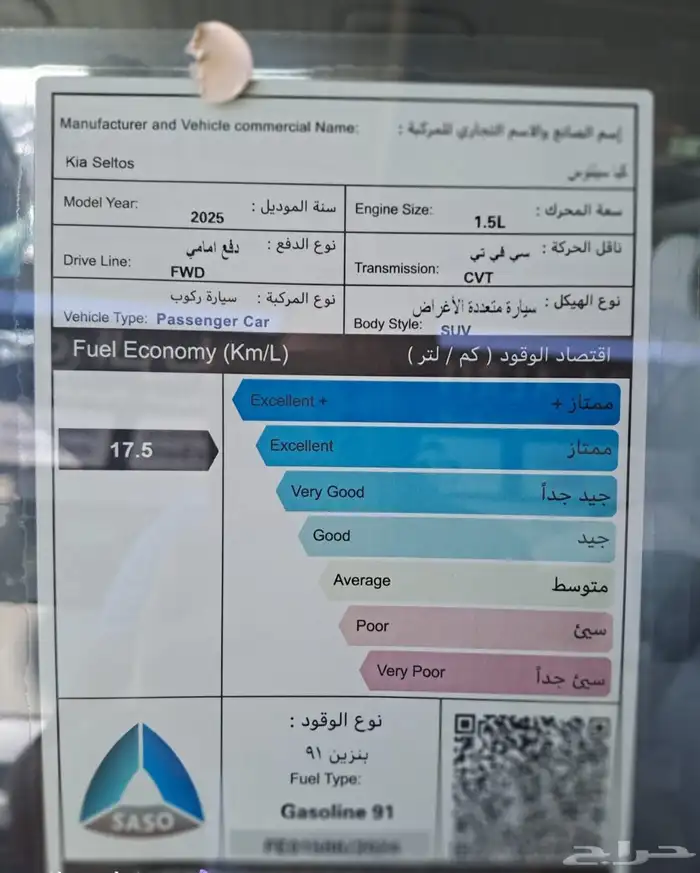 Manufacturer and Vehicle commercial Name: إسم الصانع والاسم التجاري للمركبة :
Kia Seltos كيا سيلتوس
Model Year: 2025 سنة الموديل :
Engine Size: 1.5L سعة المحرك :
Drive Line: FWD دفع امامي نوع الدفع :
Transmission: CVT سي في تي ناقل الحركة :
Vehicle Type: Passenger Car سيارة ركوب نوع المركبة :
Body Style: SUV سيارة متعددة الأغراض نوع الهيكل :
Fuel Economy (Km/L) اقتصاد الوقود ( كم / لتر )
Excellent + ممتاز +
17.5
Excellent ممتاز
Very Good جيد جداً
Good جيد
Average متوسط
Poor سيئ
Very Poor سيئ جداً
نوع الوقود :
بنزين ٩١
Fuel Type:
Gasoline 91
SASO
حراج